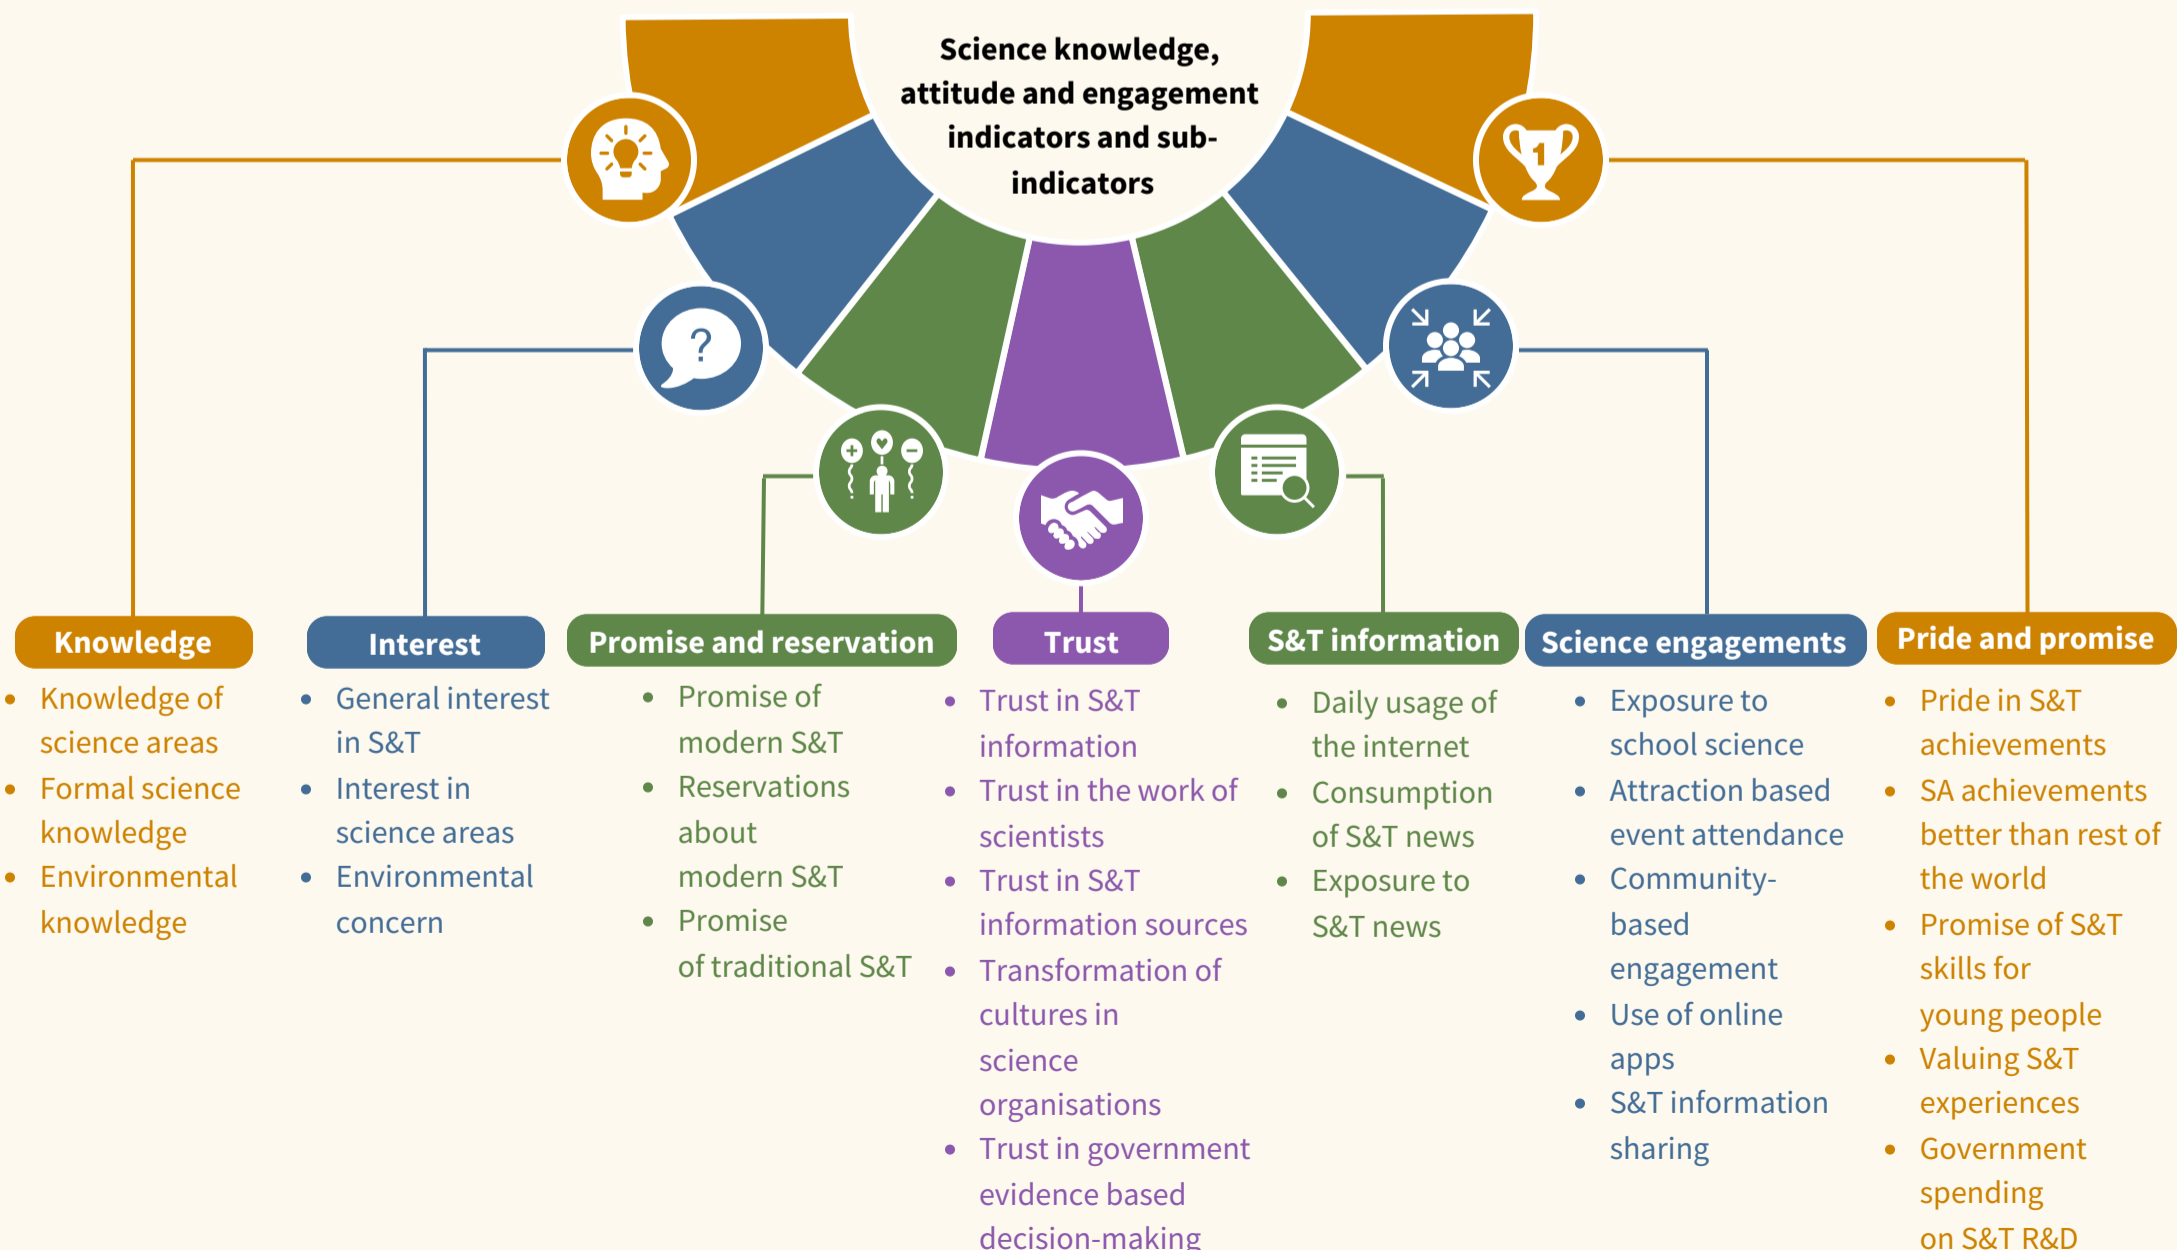 Science knowledge,
attitude and engagement
indicators and sub-
indicators
1
?
Knowledge
• Knowledge of
science areas
• Formal science
knowledge
• Environmental
knowledge
Interest
• General interest
in S&T
• Interest in
science areas
• Environmental
concern
Promise and reservation
• Promise of
modern S&T
• Reservations
about
modern S&T
• Promise
of traditional S&T
Trust
• Trust in S&T
information
• Trust in the work of
scientists
• Trust in S&T
information sources
• Transformation of
cultures in
science
organisations
• Trust in government
evidence based
decision-making
S&T information
• Daily usage of
the internet
• Consumption
of S&T news
• Exposure to
S&T news
Science engagements
• Exposure to
school science
• Attraction based
event attendance
• Community-
based
engagement
• Use of online
apps
• S&T information
sharing
Pride and promise
• Pride in S&T
achievements
• SA achievements
better than rest of
the world
• Promise of S&T
skills for
young people
• Valuing S&T
experiences
• Government
spending
on S&T R&D